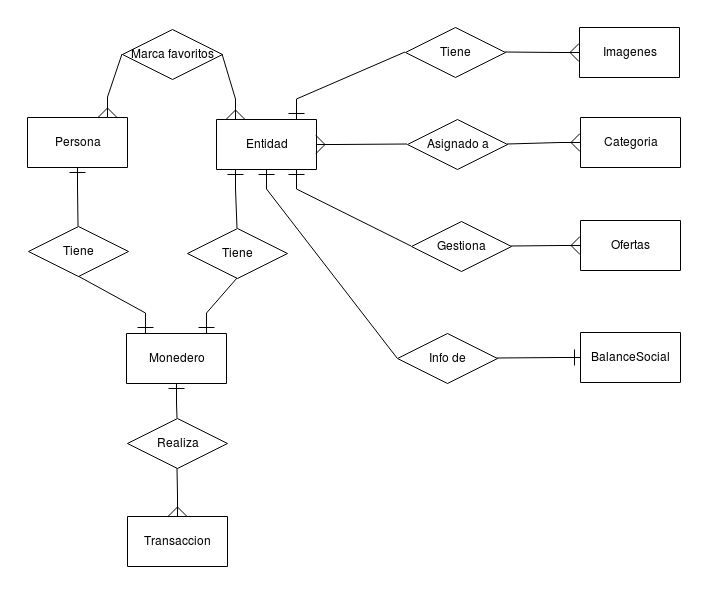 Marca favoritos
Tiene
Imagenes
Persona
Entidad
Asignado a
Categoria
Tiene
Tiene
Gestiona
Ofertas
Monedero
Info de
BalanceSocial
Realiza
Transaccion